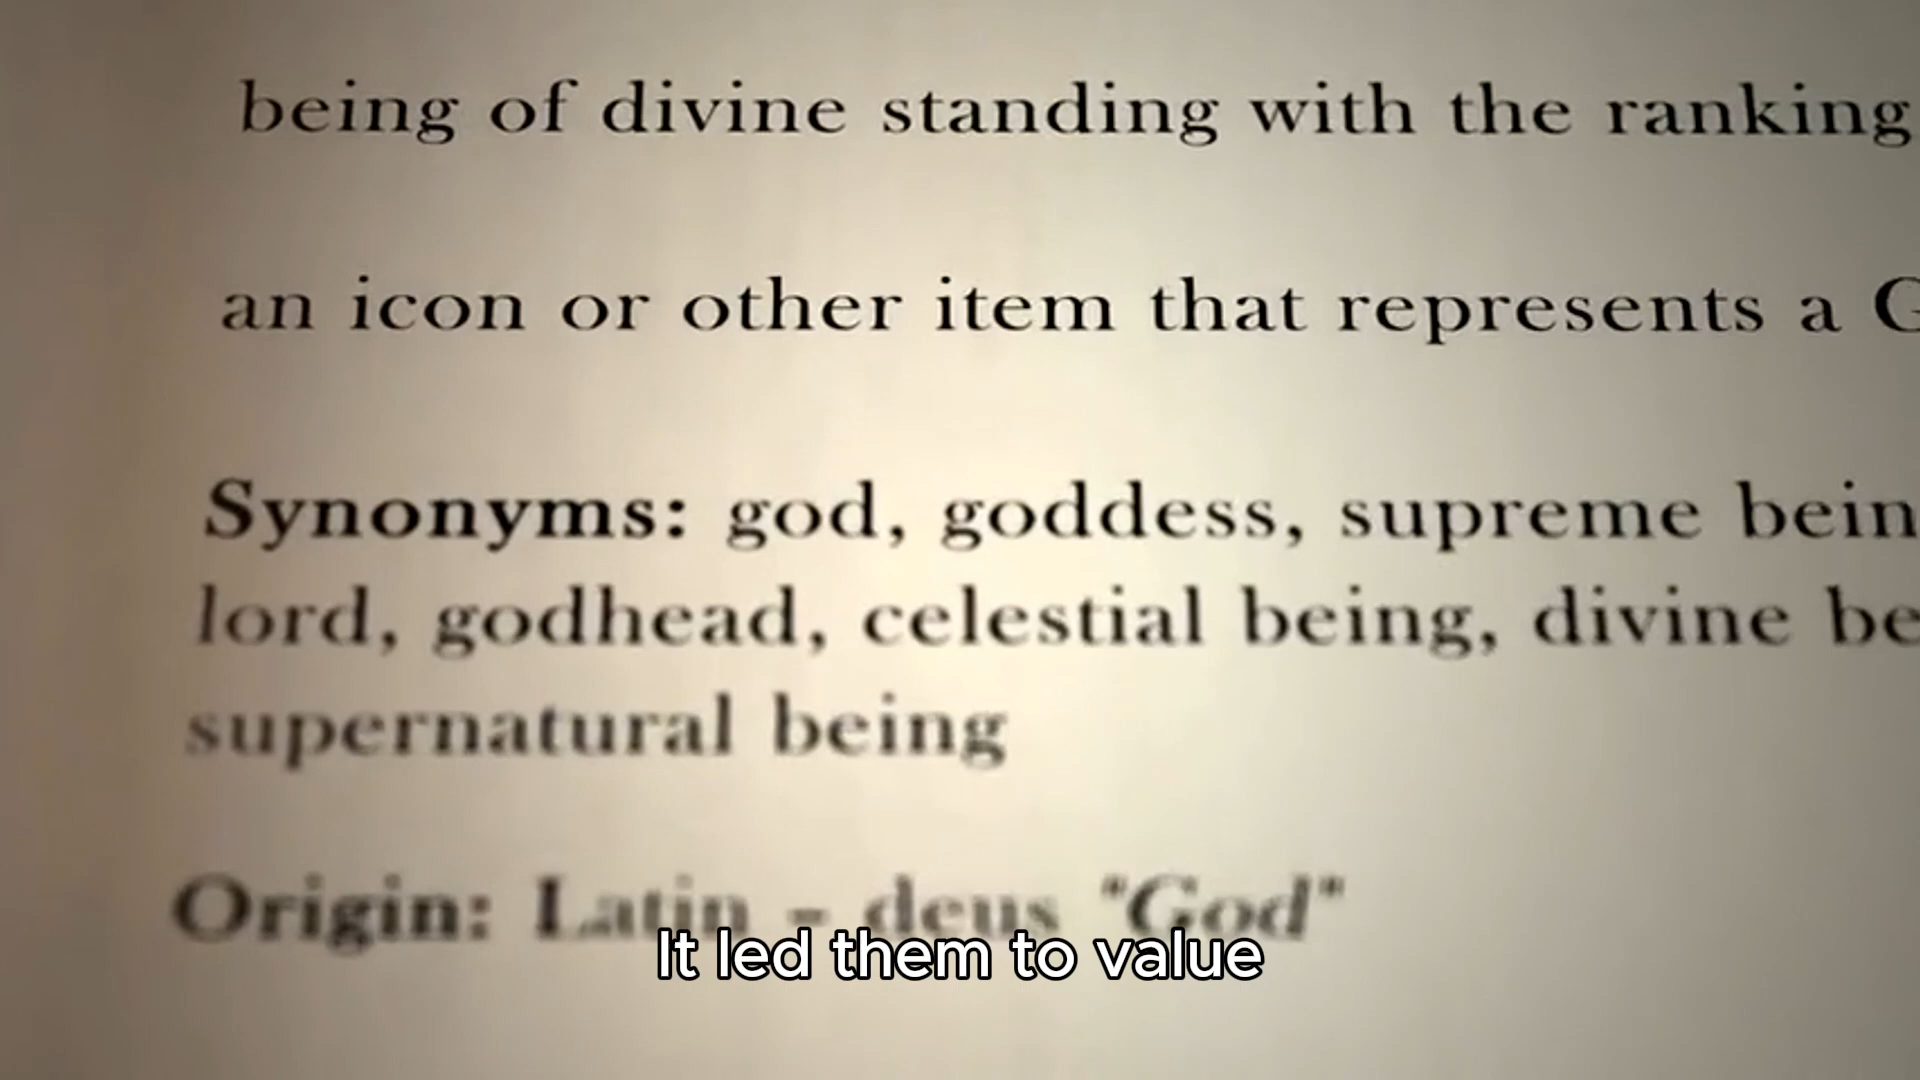 being of divine standing with the ranking
an icon or other item that represents a G
Synonyms: god, goddess, supreme bein
lord, godhead, celestial being, divine be
supernatural being
Origin: Latin - deus "God"
It led them to value